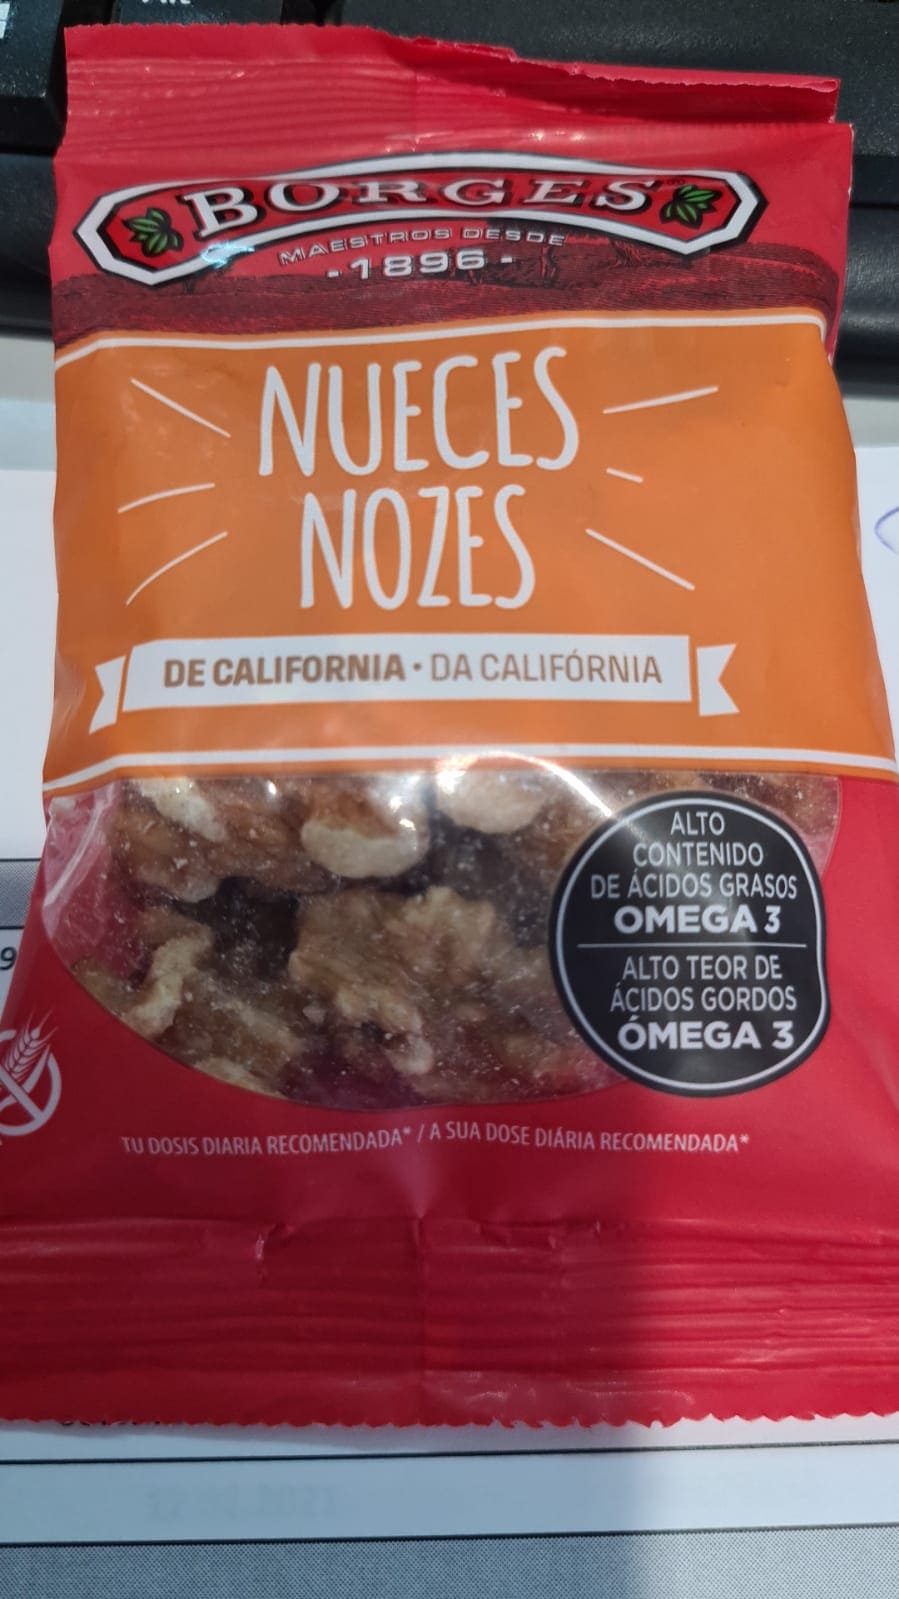 BORGES
MAESTROS DESDE
- 1896 -
NUECES
NOZES
DE CALIFORNIA · DA CALIFÓRNIA
ALTO
CONTENIDO
DE ÁCIDOS GRASOS
OMEGA 3
ALTO TEOR DE
ÁCIDOS GORDOS
ÓMEGA 3
TU DOSIS DIARIA RECOMENDADA* / A SUA DOSE DIÁRIA RECOMENDADA*